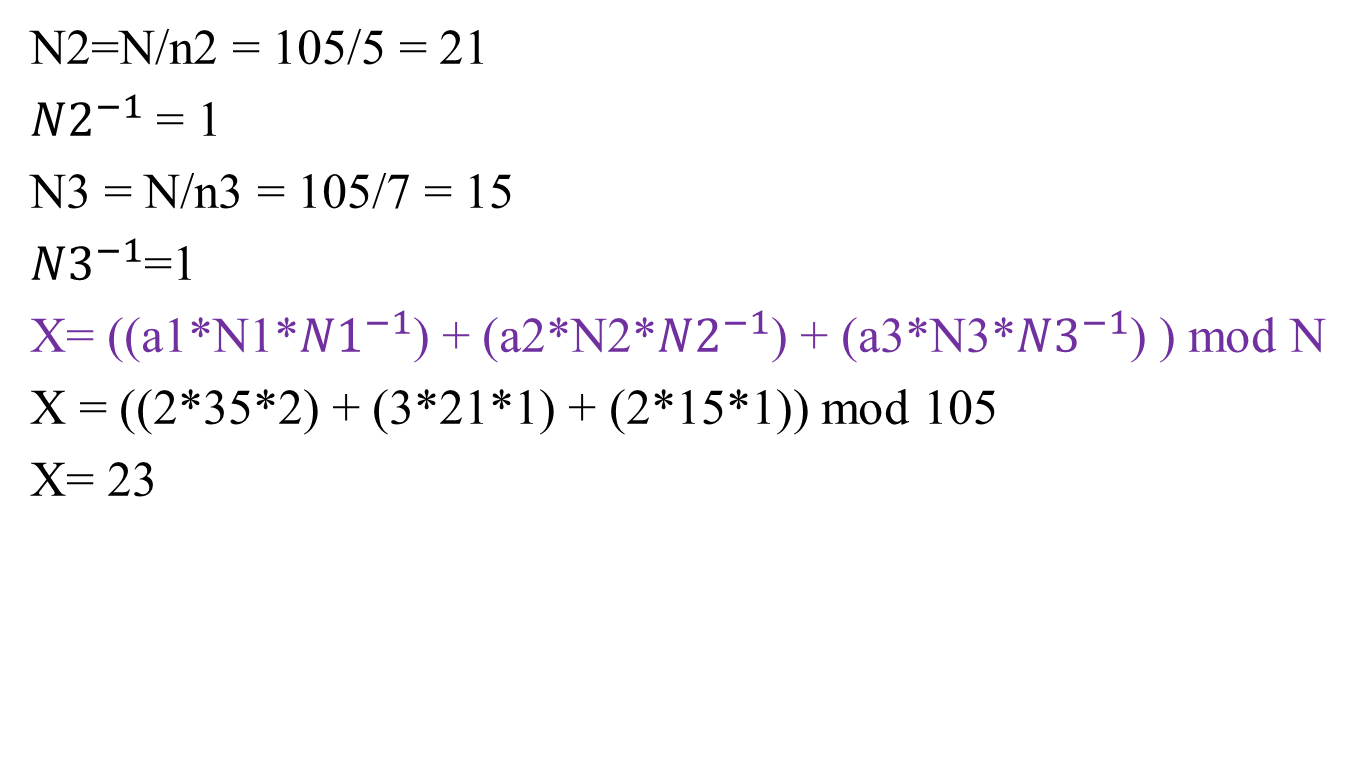 N2=N/n2 = 105/5 = 21
N2⁻¹ = 1
N3 = N/n3 = 105/7 = 15
N3⁻¹=1
X= ((a1*N1*N1⁻¹) + (a2*N2*N2⁻¹) + (a3*N3*N3⁻¹) ) mod N
X = ((2*35*2) + (3*21*1) + (2*15*1)) mod 105
X= 23